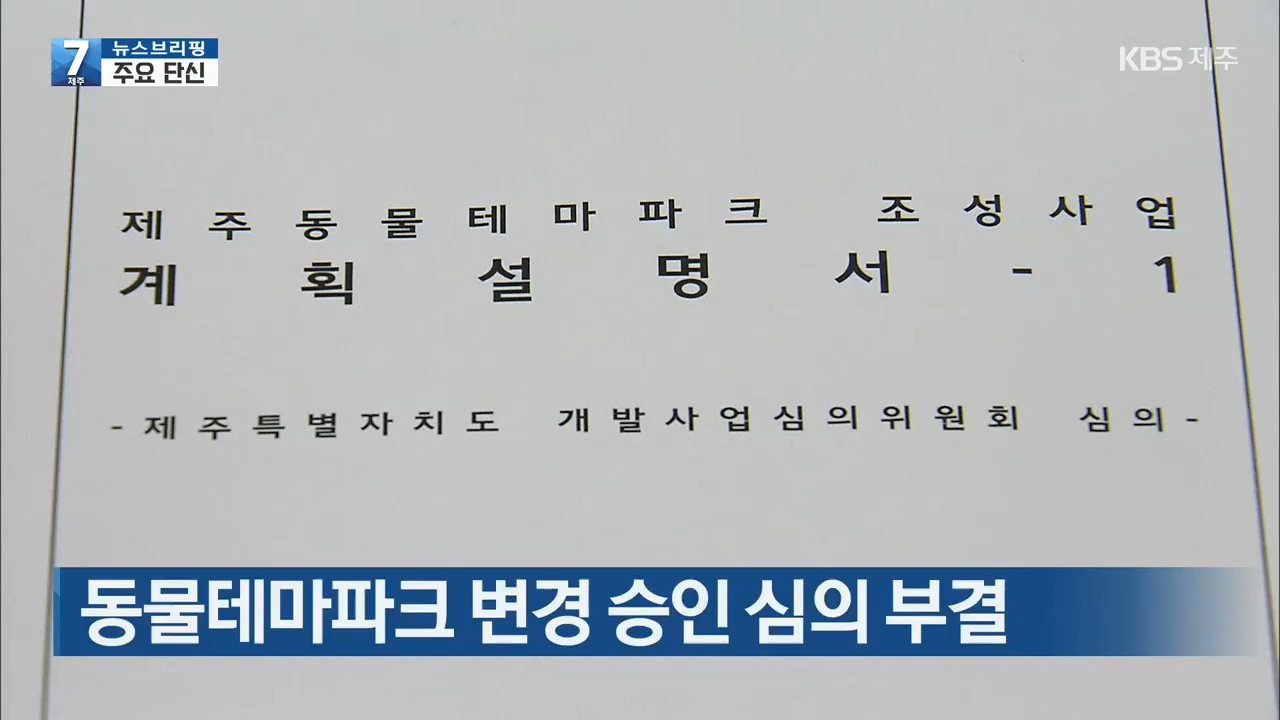 7 제주
뉴스브리핑
주요 단신
KBS 제주
제주동물테마파크 조성사업
계획설명서-1
-제주특별자치도 개발사업심의위원회 심의-
동물테마파크 변경 승인 심의 부결